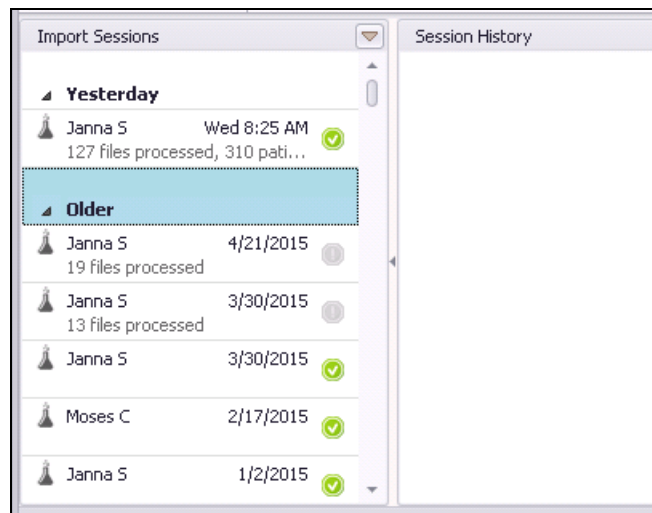 Import Sessions
Session History
Yesterday
Janna S Wed 8:25 AM
127 files processed, 310 pati...
Older
Janna S 4/21/2015
19 files processed
Janna S 3/30/2015
13 files processed
Janna S 3/30/2015
Moses C 2/17/2015
Janna S 1/2/2015